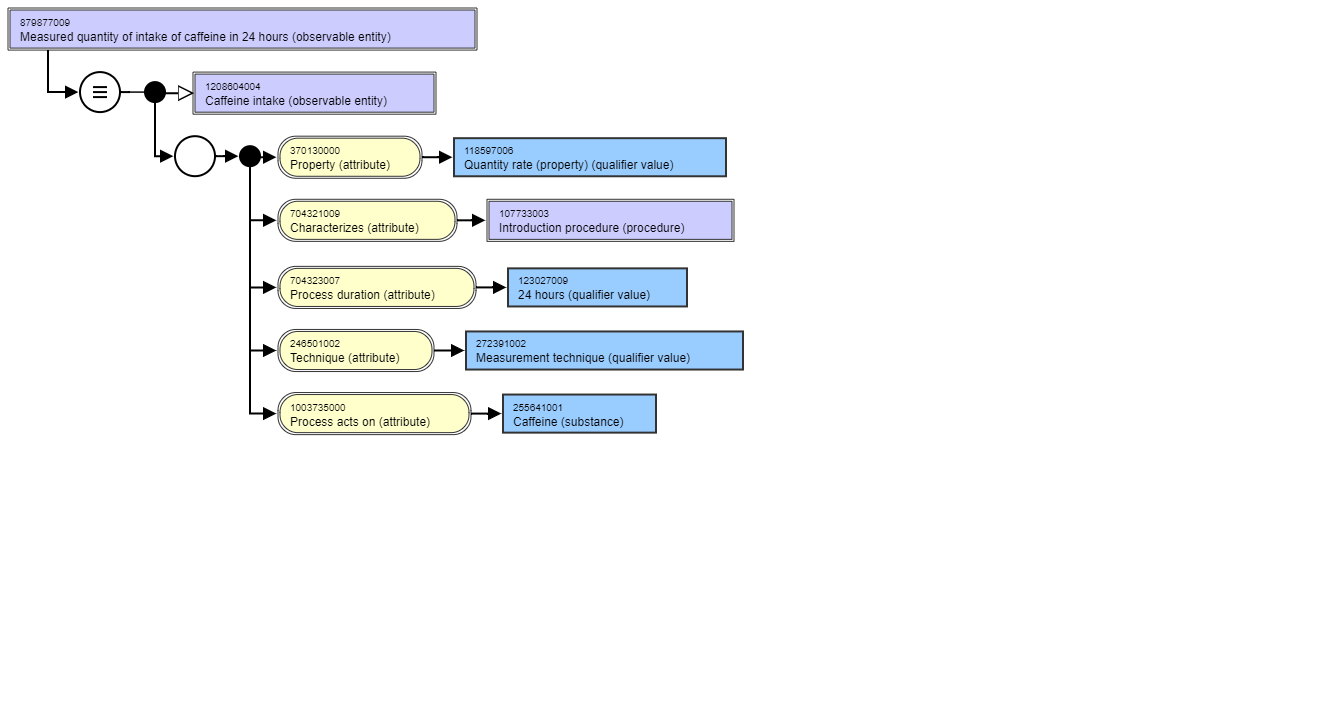 879877009
Measured quantity of intake of caffeine in 24 hours (observable entity)
1208604004
Caffeine intake (observable entity)
370130000
Property (attribute)
118597006
Quantity rate (property) (qualifier value)
704321009
Characterizes (attribute)
107733003
Introduction procedure (procedure)
704323007
Process duration (attribute)
123027009
24 hours (qualifier value)
246501002
Technique (attribute)
272391002
Measurement technique (qualifier value)
1003735000
Process acts on (attribute)
255641001
Caffeine (substance)